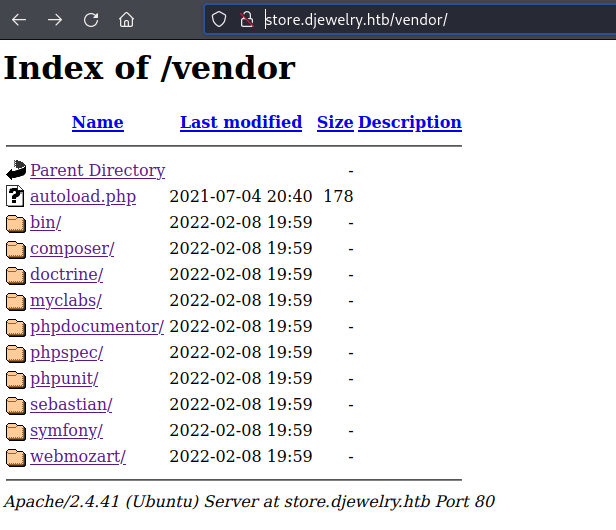 store.djewelry.htb/vendor/
Index of /vendor
Name Last modified Size Description
Parent Directory -
autoload.php 2021-07-04 20:40 178
bin/ 2022-02-08 19:59 -
composer/ 2022-02-08 19:59 -
doctrine/ 2022-02-08 19:59 -
myclabs/ 2022-02-08 19:59 -
phpdocumentor/ 2022-02-08 19:59 -
phpspec/ 2022-02-08 19:59 -
phpunit/ 2022-02-08 19:59 -
sebastian/ 2022-02-08 19:59 -
symfony/ 2022-02-08 19:59 -
webmozart/ 2022-02-08 19:59 -
Apache/2.4.41 (Ubuntu) Server at store.djewelry.htb Port 80